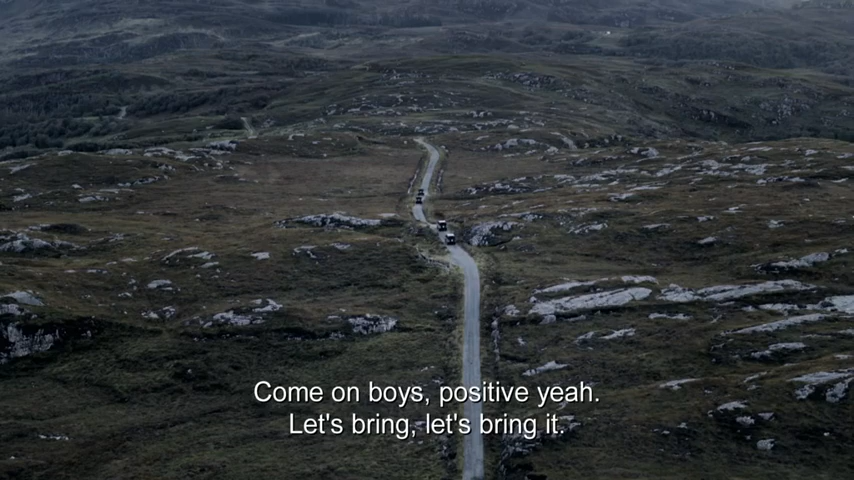 Come on boys, positive yeah.
Let's bring, let's bring it.